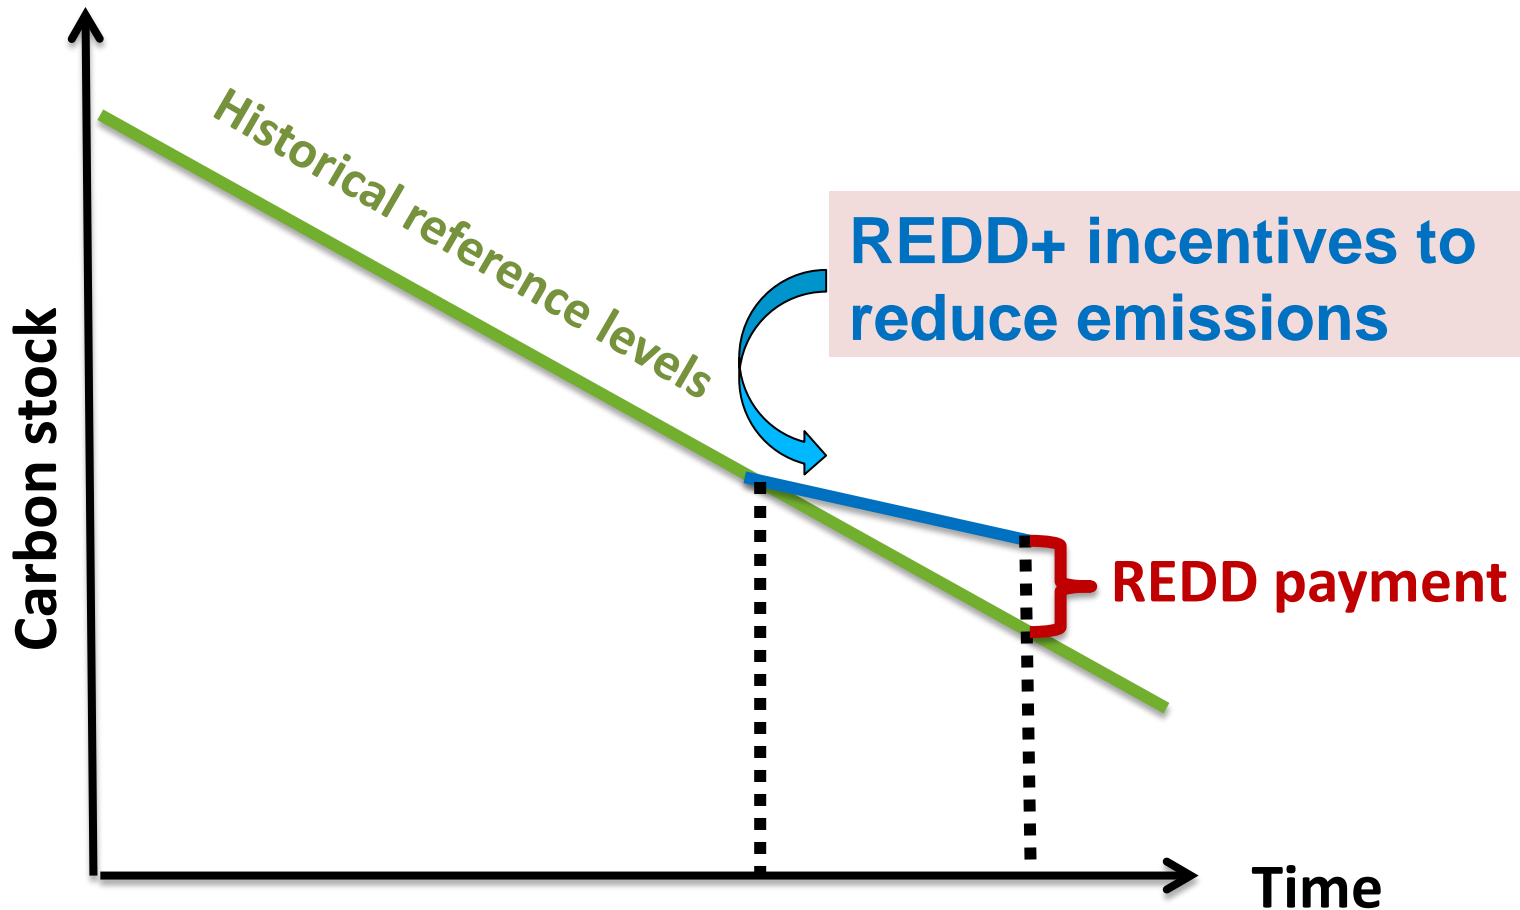 Historical reference levels
REDD+ incentives to
reduce emissions
Carbon stock
REDD payment
Time